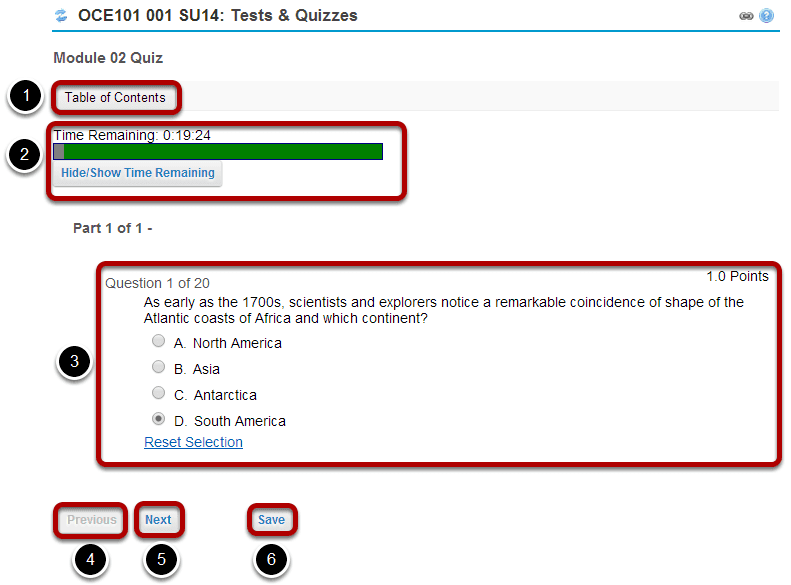 OCE101 001 SU14: Tests & Quizzes
Module 02 Quiz
1
Table of Contents
2
Time Remaining: 0:19:24
Hide/Show Time Remaining
Part 1 of 1 -
1.0 Points
Question 1 of 20
As early as the 1700s, scientists and explorers notice a remarkable coincidence of shape of the
Atlantic coasts of Africa and which continent?
3
A. North America
B. Asia
C. Antarctica
D. South America
Reset Selection
Previous Next Save
4 5 6